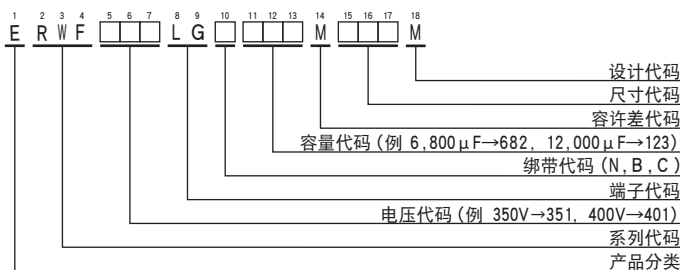 1 2 3 4 5 6 7 8 9 10 11 12 13 14 15 16 17 18
E RWF □□□ LG □ □□□ M □□□ M
设计代码
尺寸代码
容许差代码
容量代码(例 6,800μF→682, 12,000μF→123)
绑带代码(N,B,C)
端子代码
电压代码(例 350V→351, 400V→401)
系列代码
产品分类